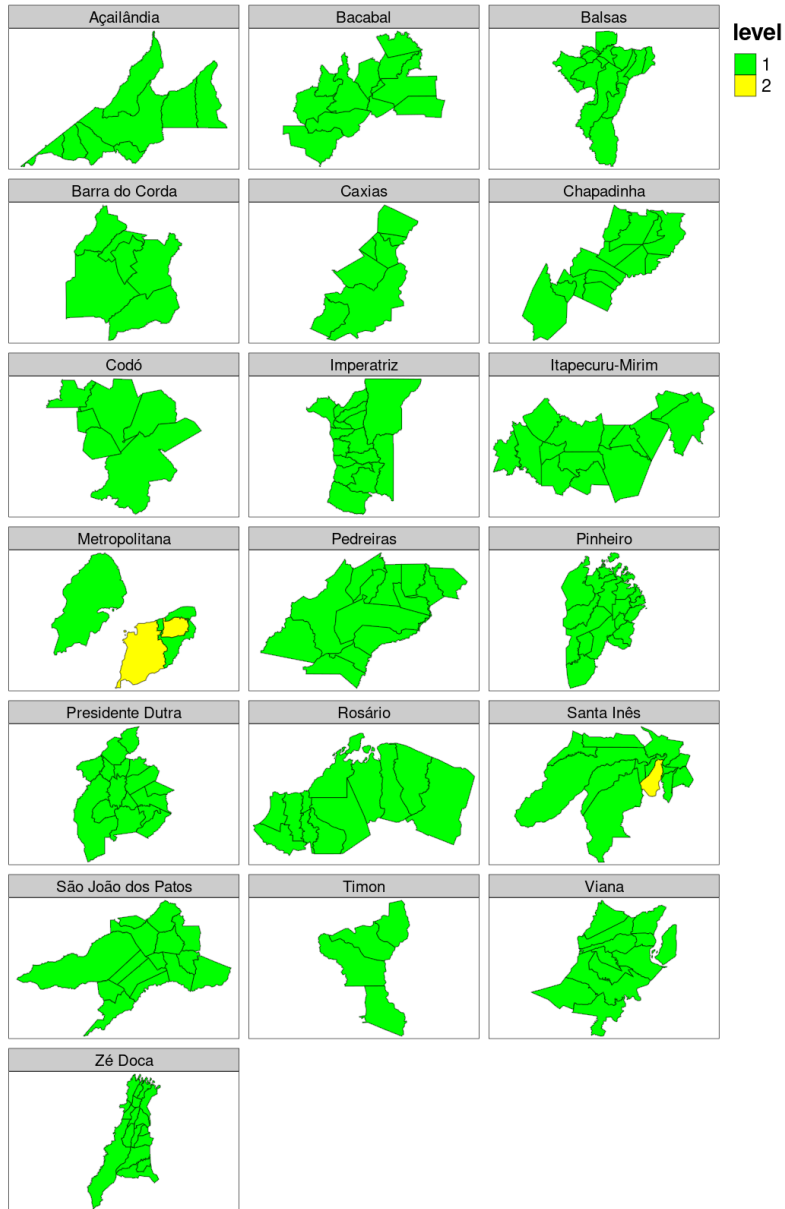 Açailândia
Bacabal
Balsas
level
1
2
Barra do Corda
Caxias
Chapadinha
Codó
Imperatriz
Itapecuru-Mirim
Metropolitana
Pedreiras
Pinheiro
Presidente Dutra
Rosário
Santa Inês
São João dos Patos
Timon
Viana
Zé Doca